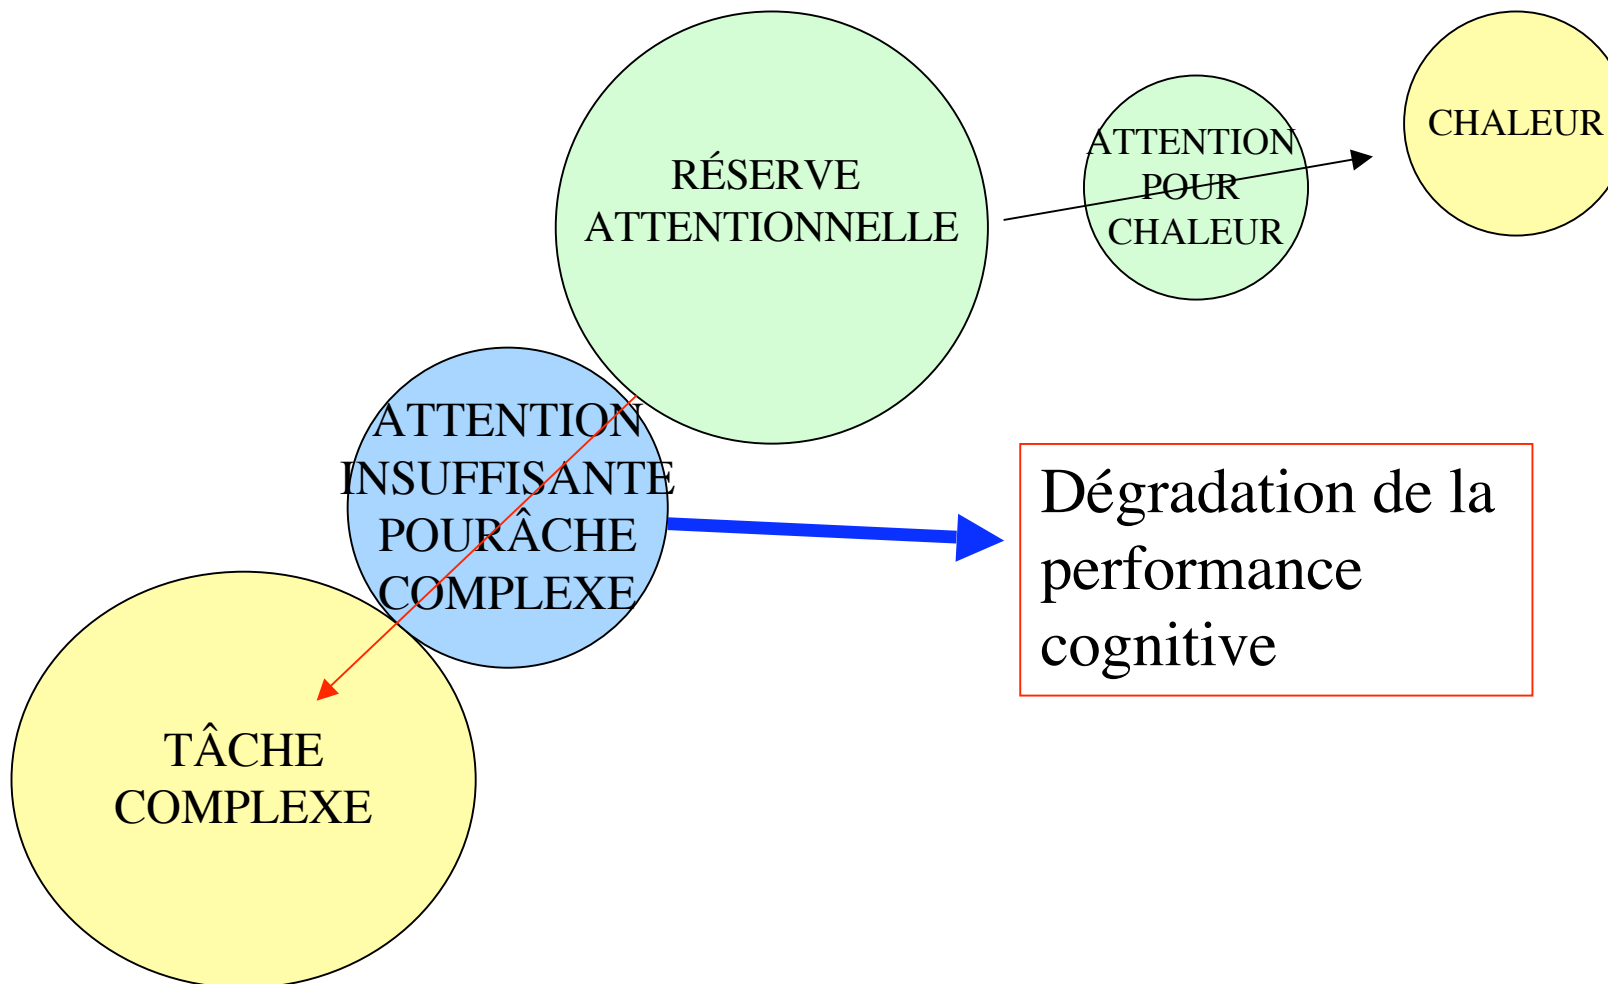 RÉSERVE
ATTENTIONNELLE
ATTENTION
POUR
CHALEUR
CHALEUR
ATTENTION
INSUFFISANTE
POURÂCHE
COMPLEXE
Dégradation de la
performance
cognitive
TÂCHE
COMPLEXE